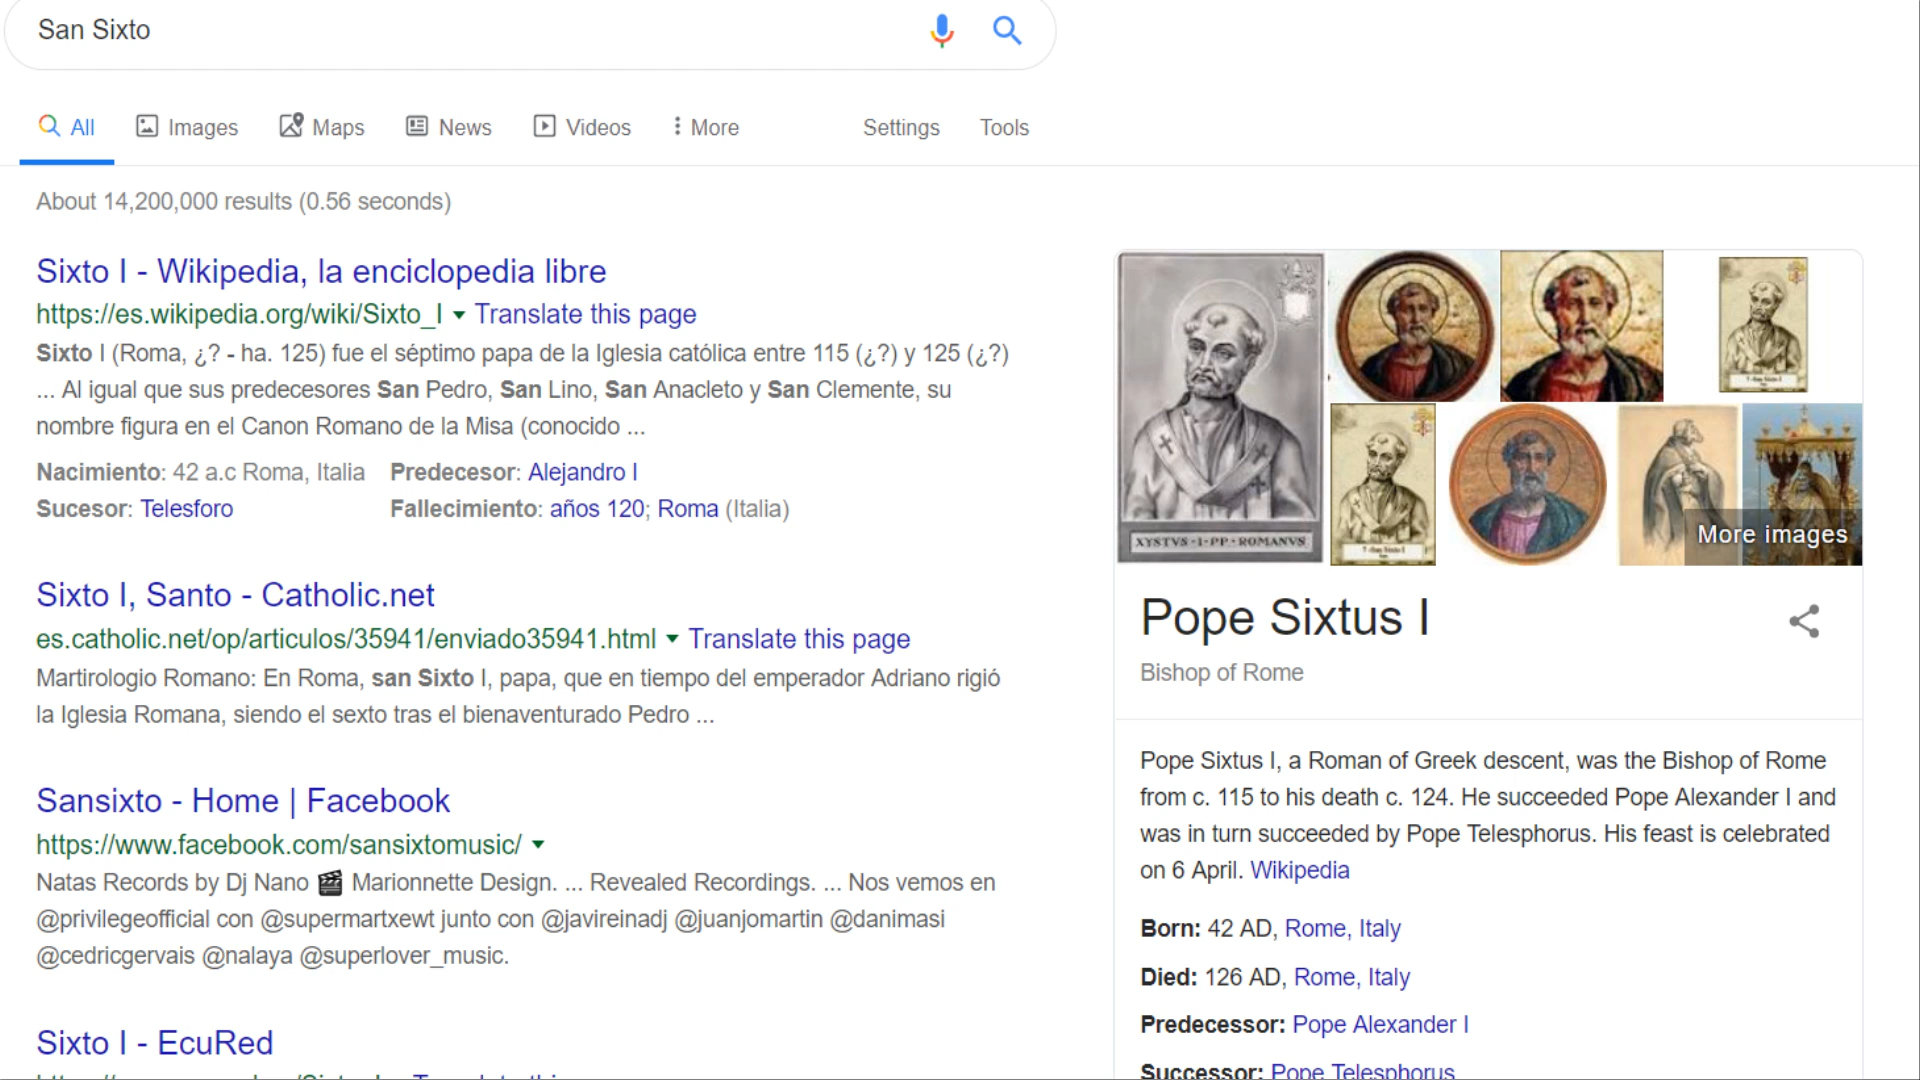 San Sixto
All Images Maps News Videos More Settings Tools
About 14,200,000 results (0.56 seconds)
Sixto I - Wikipedia, la enciclopedia libre
https://es.wikipedia.org/wiki/Sixto_I Translate this page
Sixto I (Roma, ¿? - ha. 125) fue el séptimo papa de la Iglesia católica entre 115 (¿?) y 125 (¿?)
... Al igual que sus predecesores San Pedro, San Lino, San Anacleto y San Clemente, su
nombre figura en el Canon Romano de la Misa (conocido ...
Nacimiento: 42 a.c Roma, Italia Predecesor: Alejandro I
Sucesor: Telesforo Fallecimiento: años 120; Roma (Italia)
Sixto I, Santo - Catholic.net
es.catholic.net/op/articulos/35941/enviado35941.html Translate this page
Martirologio Romano: En Roma, san Sixto I, papa, que en tiempo del emperador Adriano rigió
la Iglesia Romana, siendo el sexto tras el bienaventurado Pedro ...
Sansixto - Home | Facebook
https://www.facebook.com/sansixtomusic/
Natas Records by Dj Nano 🎬 Marionnette Design. ... Revealed Recordings. ... Nos vemos en
@privilegeofficial con @supermartxewt junto con @javireinadj @juanjomartin @danimasi
@cedricgervais @nalaya @superlover_music.
Sixto I - EcuRed
XYSTVS·I·PP·ROMANVS
More images
Pope Sixtus I
Bishop of Rome
Pope Sixtus I, a Roman of Greek descent, was the Bishop of Rome
from c. 115 to his death c. 124. He succeeded Pope Alexander I and
was in turn succeeded by Pope Telesphorus. His feast is celebrated
on 6 April. Wikipedia
Born: 42 AD, Rome, Italy
Died: 126 AD, Rome, Italy
Predecessor: Pope Alexander I
Successor: Pope Telesphorus